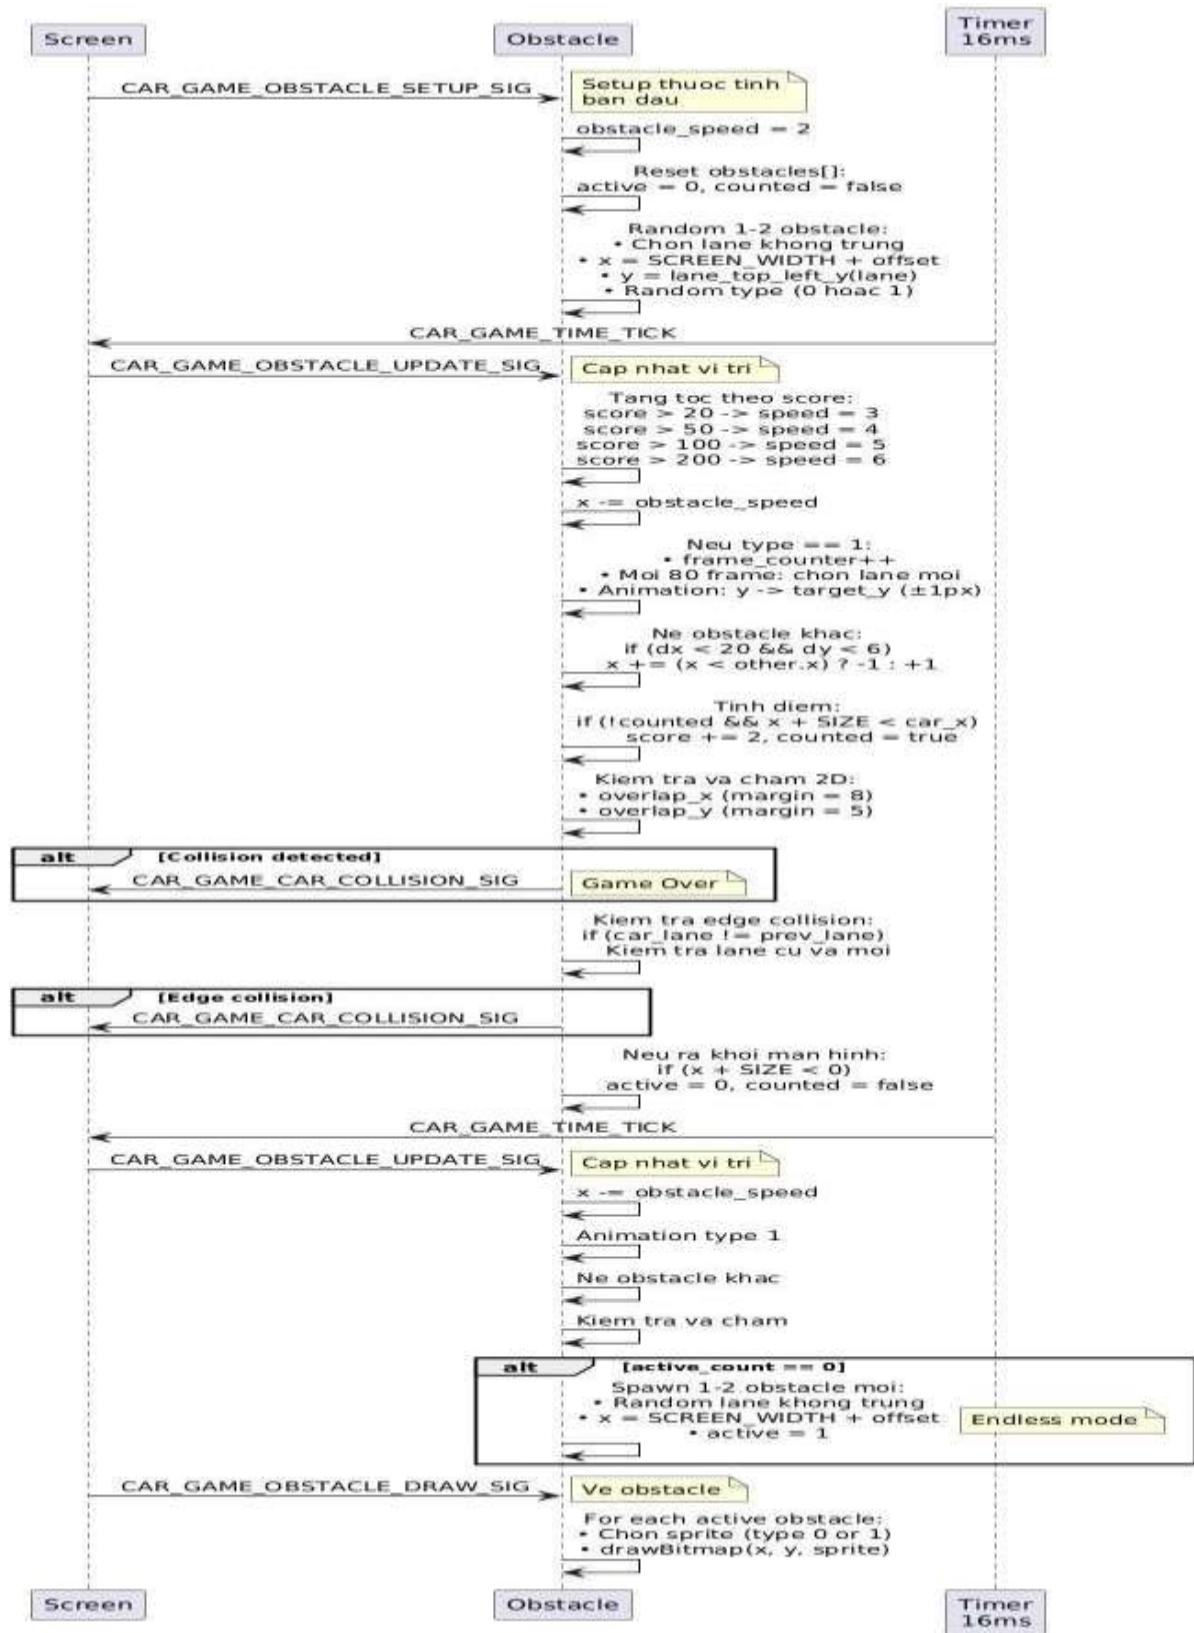 Screen
Obstacle
Timer
16ms
CAR_GAME_OBSTACLE_SETUP_SIG
Setup thuoc tinh
ban dau
obstacle_speed = 2
Reset obstacles[]:
active = 0, counted = false
Random 1-2 obstacle:
• Chon lane khong trung
• x = SCREEN_WIDTH + offset
• y = lane_top_left_y(lane)
• Random type (0 hoac 1)
CAR_GAME_TIME_TICK
CAR_GAME_OBSTACLE_UPDATE_SIG
Cap nhat vi tri
Tang toc theo score:
score > 20 -> speed = 3
score > 50 -> speed = 4
score > 100 -> speed = 5
score > 200 -> speed = 6
x -= obstacle_speed
Neu type == 1:
• frame_counter++
• Moi 80 frame: chon lane moi
• Animation: y -> target_y (±1px)
Ne obstacle khac:
if (dx < 20 && dy < 6)
x += (x < other.x) ? -1 : +1
Tinh diem:
if (!counted && x + SIZE < car_x)
score += 2, counted = true
Kiem tra va cham 2D:
• overlap_x (margin = 8)
• overlap_y (margin = 5)
alt
[Collision detected]
CAR_GAME_CAR_COLLISION_SIG
Game Over
Kiem tra edge collision:
if (car_lane != prev_lane)
Kiem tra lane cu va moi
alt
[Edge collision]
CAR_GAME_CAR_COLLISION_SIG
Neu ra khoi man hinh:
if (x + SIZE < 0)
active = 0, counted = false
CAR_GAME_TIME_TICK
CAR_GAME_OBSTACLE_UPDATE_SIG
Cap nhat vi tri
x -= obstacle_speed
Animation type 1
Ne obstacle khac
Kiem tra va cham
alt
[active_count == 0]
Spawn 1-2 obstacle moi:
• Random lane khong trung
• x = SCREEN_WIDTH + offset
• active = 1
Endless mode
CAR_GAME_OBSTACLE_DRAW_SIG
Ve obstacle
For each active obstacle:
• Chon sprite (type 0 or 1)
• drawBitmap(x, y, sprite)
Screen
Obstacle
Timer
16ms